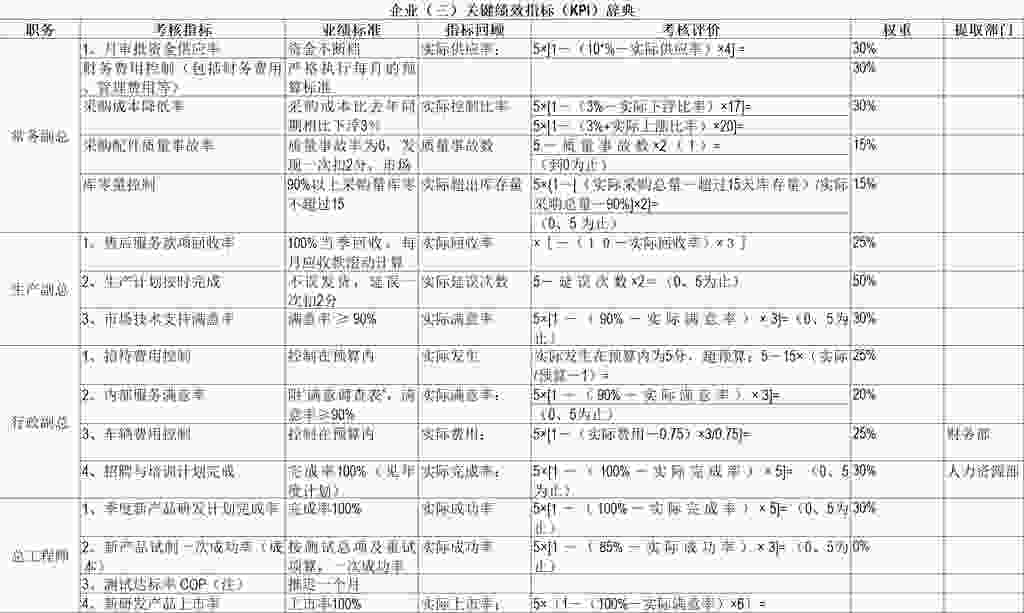 企业（三）关键绩效指标（KPI）辞典
职务 考核指标 业绩标准 指标回顾 考核评价 权重 提取部门
常务副总
1、月审批资金供应率 资金不断档 实际供应率： 5×[1-（10*%-实际供应率）×4]= 30%
财务费用控制（包括财务费用、管理费用等） 严格执行每月的预算标准 30%
采购成本降低率 采购成本比去年同期相比下浮3% 实际控制比率 5×[1-（3%-实际下浮比率）×17]= 30%
5×[1-（3%+实际上涨比率）×20]=
采购配件质量事故率 质量事故率为0，发现一次扣2分，市场 质量事故数 5-质量事故数×2（1）= 15%
（到0为止）
库零量控制 90%以上采购量库零不超过15 实际超出库存量 5×{1-[（实际采购总量-超过15天库存量）/实际采购总量-90%]×2}= 15%
（0、5为止）
生产副总
1、售后服务款项回收率 100%当季回收，每月应收款滚动计算 实际回收率 ×［-（１０-实际回收率）×３］ 25%
2、生产计划按时完成 不误发货，延误一次扣2分 实际延误次数 5-延误次数×2=（0、5为止） 50%
3、市场技术支持满意率 满意率≥90% 实际满意率 5×[1-（90%-实际满意率）×3]=（0、5为止） 30%
行政副总
1、招待费用控制 控制在预算内 实际发生 实际发生在预算内为5分，超预算：5-15×（实际/预算-1）= 25%
2、内部服务满意率 附"满意调查表"，满意率≥90% 实际满意率： 5×[1-（90%-实际满意率）×3]= 20%
（0、5为止）
3、车辆费用控制 控制在预算内 实际费用： 5×[1-（实际费用-0.75）×3/0.75]= 25% 财务部
4、招聘与培训计划完成 完成率100%（见年度计划） 实际完成率： 5×[1-（100%-实际完成率）×5]=（0、5为止） 30% 人力资源部
总工程师
1、季度新产品研发计划完成率 完成率100% 实际成功率 5×[1-（100%-实际完成率）×5]=（0、5为止） 30%
2、新产品试制一次成功率（成本） 按测试总项及重试项算，一次成功率 实际成功率 5×[1-（85%-实际成功率）×3]=（0、5为止） 0%
3、测试达标率COP（注） 推迟一个月
4、新研发产品上市率 上市率100% 实际上市率： 5×［1-（100%-实际满意率）×6］=